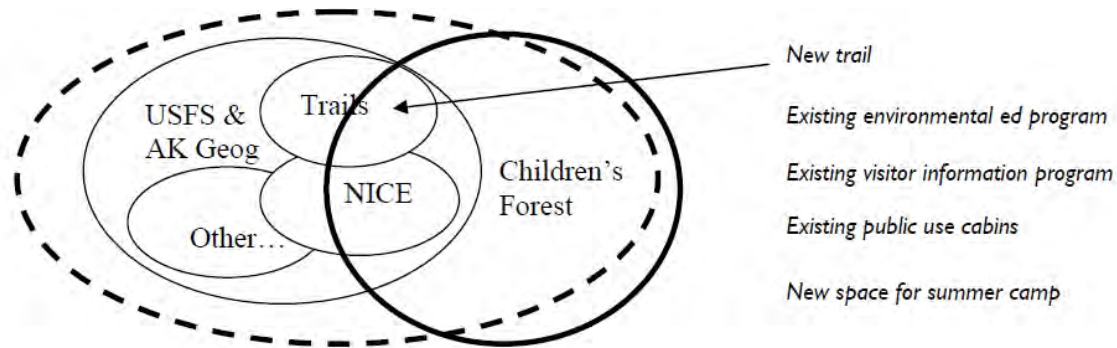 USFS &
AK Geog
Trails
NICE
Other…
Children's
Forest
New trail
Existing environmental ed program
Existing visitor information program
Existing public use cabins
New space for summer camp